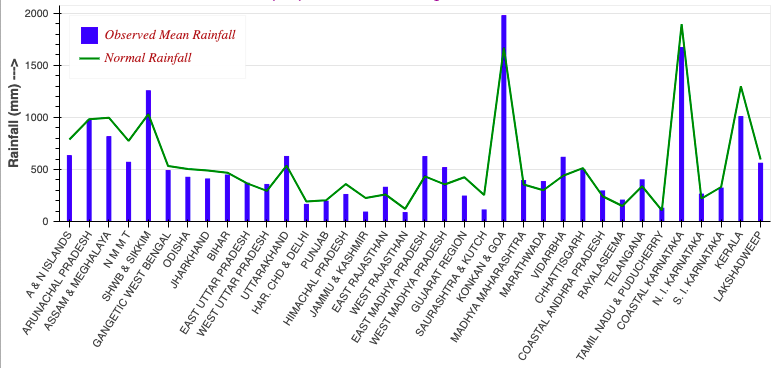 2000
1500
1000
500
0
Rainfall (mm) --->
Observed Mean Rainfall
Normal Rainfall
A & N ISLANDS
ARUNACHAL PRADESH
ASSAM & MEGHALAYA
N M M T
SHWB & SIKKIM
GANGETIC WEST BENGAL
ODISHA
JHARKHAND
BIHAR
EAST UTTAR PRADESH
WEST UTTAR PRADESH
UTTARAKHAND
HAR. CHD & DELHI
PUNJAB
HIMACHAL PRADESH
JAMMU & KASHMIR
EAST RAJASTHAN
WEST RAJASTHAN
EAST MADHYA PRADESH
WEST MADHYA PRADESH
GUJARAT REGION
SAURASHTRA & KUTCH
KONKAN & GOA
MADHYA MAHARASHTRA
MARATHWADA
VIDARBHA
CHHATTISGARH
COASTAL ANDHRA PRADESH
RAYALASEEMA
TELANGANA
TAMIL NADU & PUDUCHERRY
COASTAL KARNATAKA
N. I. KARNATAKA
S. I. KARNATAKA
KERALA
LAKSHADWEEP